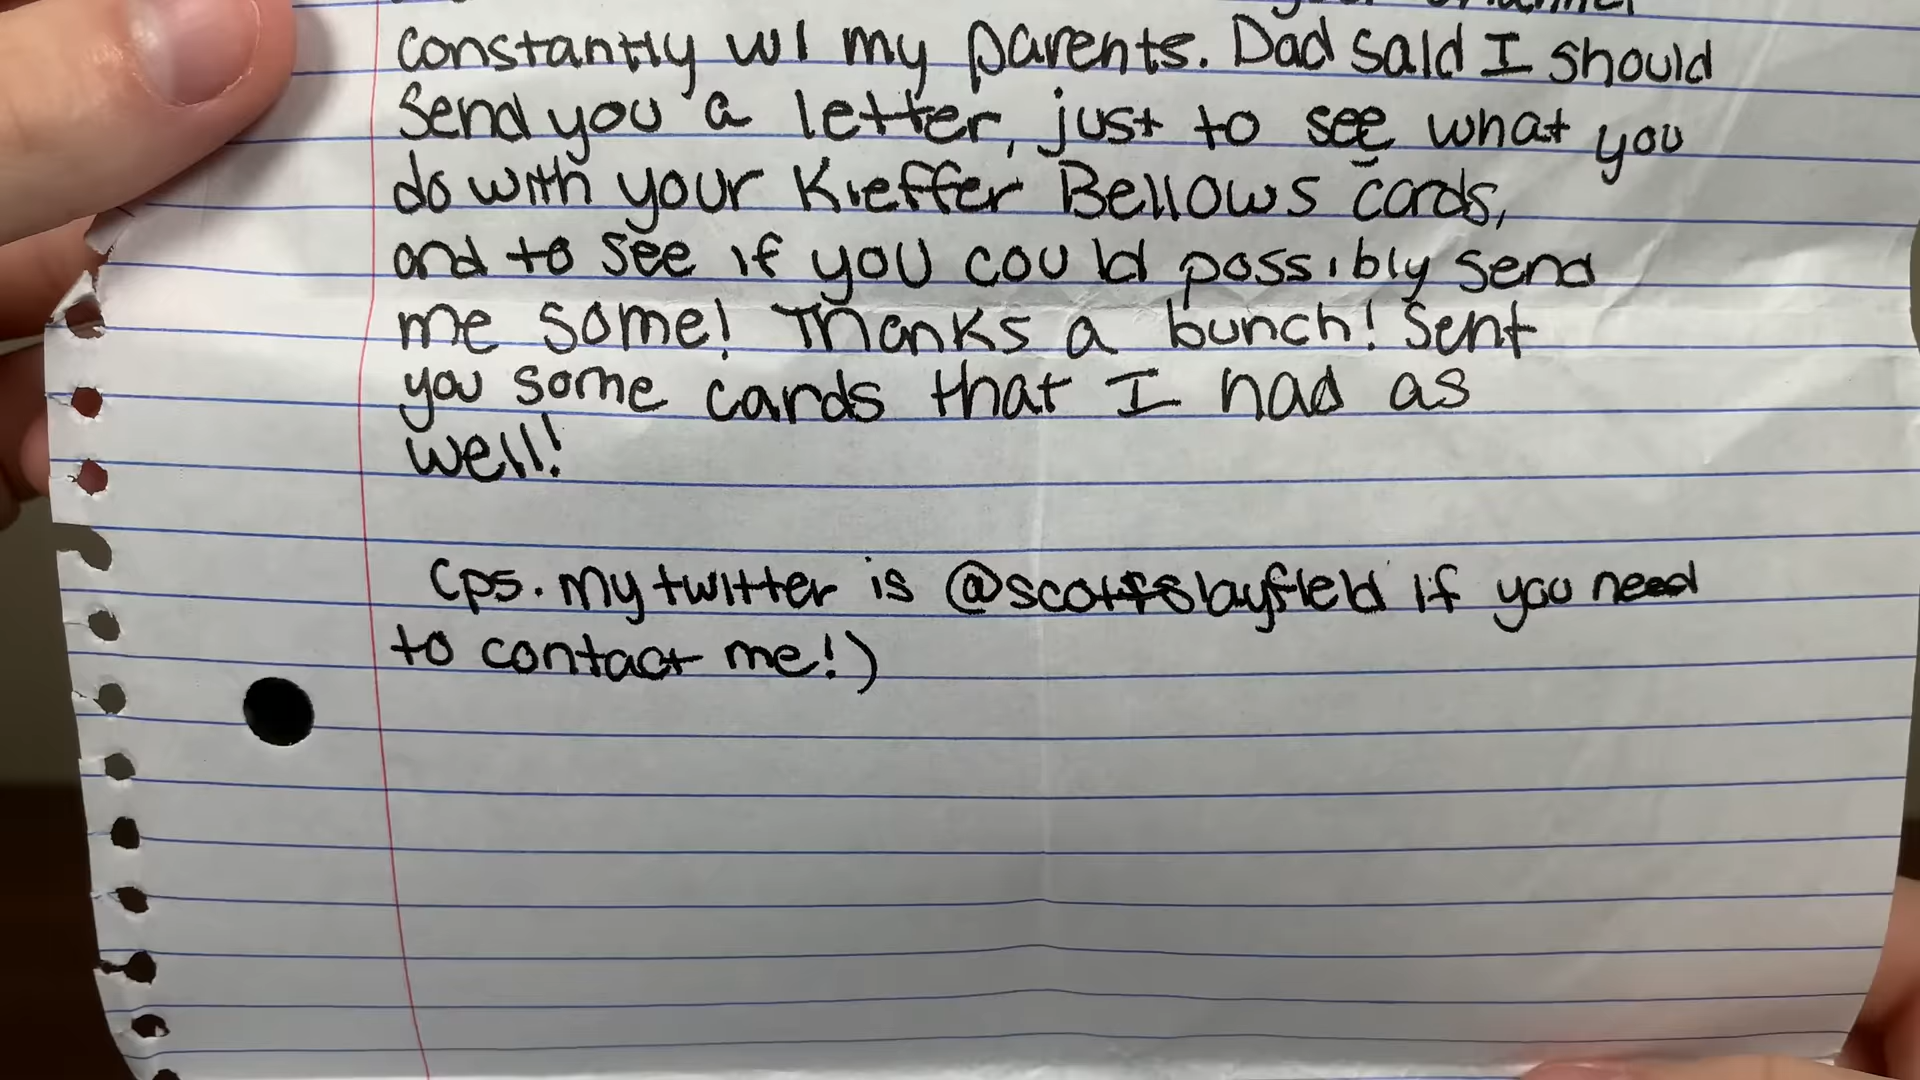 constantly w/ my parents. Dad said I should
send you a letter, just to see what you
do with your Kieffer Bellows cards,
and to see if you could possibly send
me some! Thanks a bunch! Sent
you some cards that I had as
well!
(ps. my twitter is if you need
to contact me!)